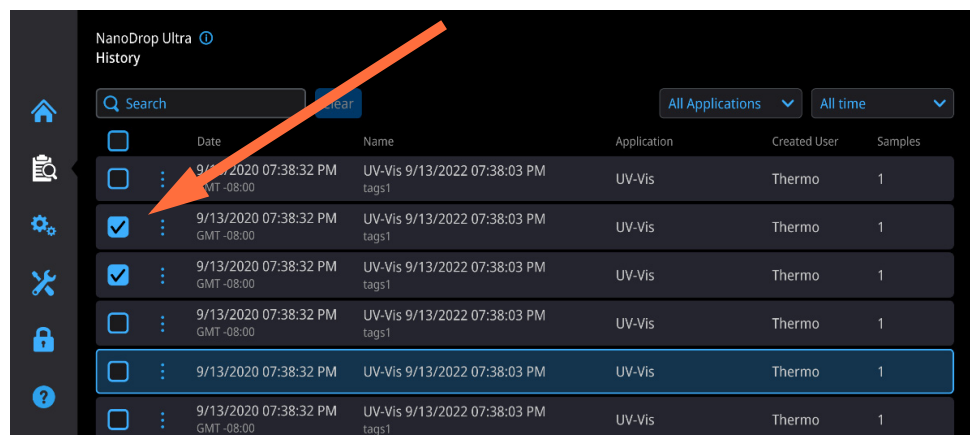 NanoDrop Ultra
History
Search
Clear
All Applications
All time
Date Name Application Created User Samples
9/13/2020 07:38:32 PM UV-Vis 9/13/2022 07:38:03 PM UV-Vis Thermo 1
GMT -08:00 tags1
9/13/2020 07:38:32 PM UV-Vis 9/13/2022 07:38:03 PM UV-Vis Thermo 1
GMT -08:00 tags1
9/13/2020 07:38:32 PM UV-Vis 9/13/2022 07:38:03 PM UV-Vis Thermo 1
GMT -08:00 tags1
9/13/2020 07:38:32 PM UV-Vis 9/13/2022 07:38:03 PM UV-Vis Thermo 1
GMT -08:00 tags1
9/13/2020 07:38:32 PM UV-Vis 9/13/2022 07:38:03 PM UV-Vis Thermo 1
9/13/2020 07:38:32 PM UV-Vis 9/13/2022 07:38:03 PM UV-Vis Thermo 1
GMT -08:00 tags1